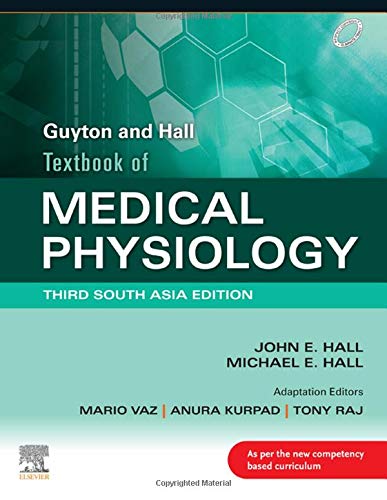 Guyton and Hall
Textbook of
MEDICAL
PHYSIOLOGY
THIRD SOUTH ASIA EDITION
JOHN E. HALL
MICHAEL E. HALL
Adaptation Editors
MARIO VAZ | ANURA KURPAD | TONY RAJ
As per the new competency
based curriculum
ELSEVIER